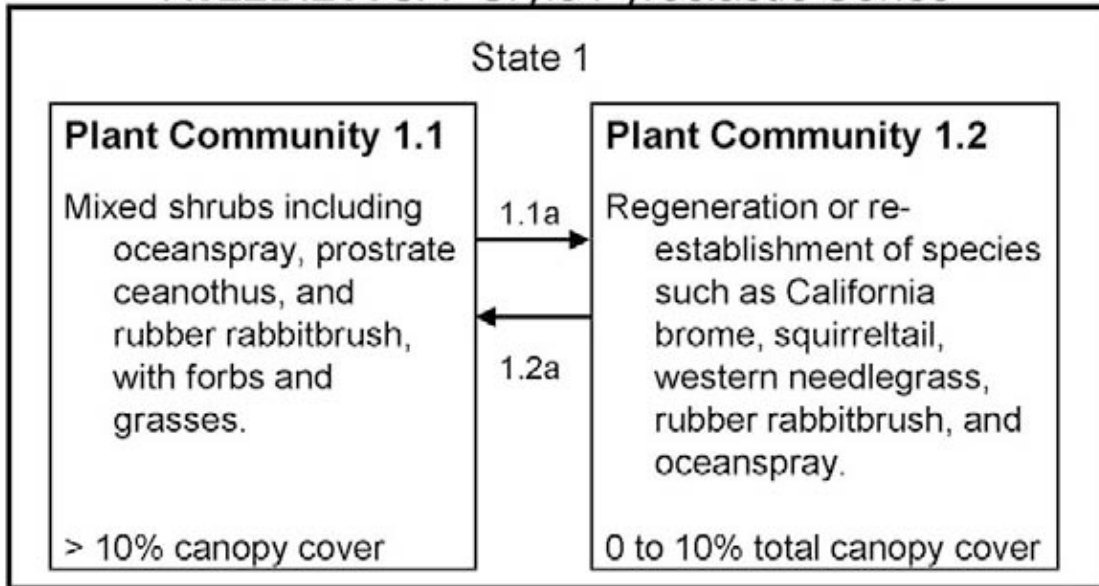 State 1
Plant Community 1.1
Mixed shrubs including
oceanspray, prostrate
ceanothus, and
rubber rabbitbrush,
with forbs and
grasses.
> 10% canopy cover
1.1a
1.2a
Plant Community 1.2
Regeneration or re-
establishment of species
such as California
brome, squirreltail,
western needlegrass,
rubber rabbitbrush, and
oceanspray.
0 to 10% total canopy cover